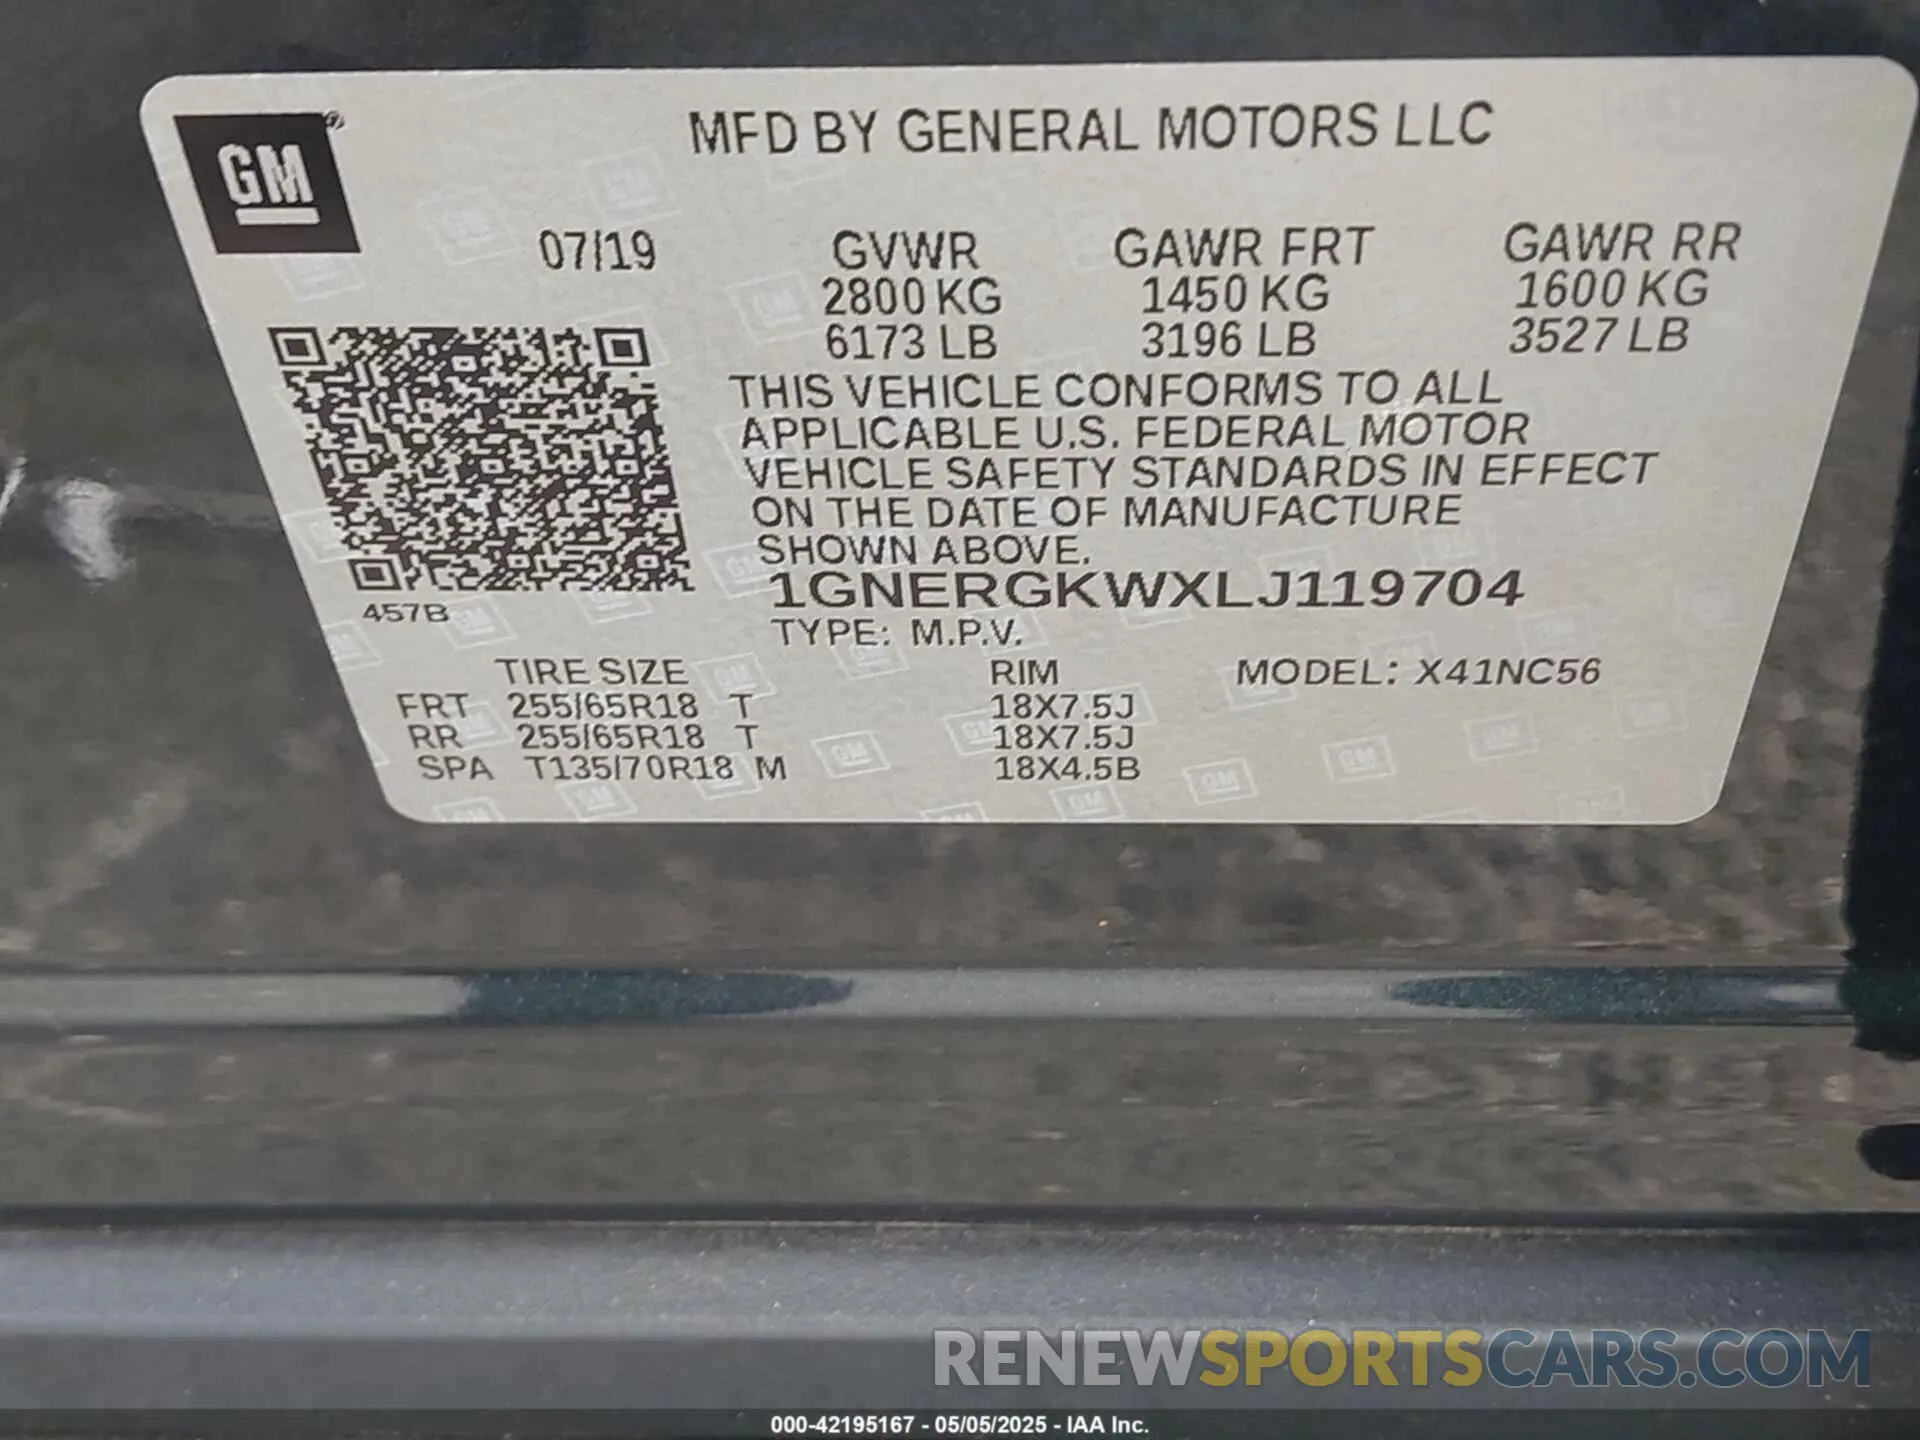 MFD BY GENERAL MOTORS LLC
GM
07/19 GVWR GAWR FRT GAWR RR
2800 KG 1450 KG 1600 KG
6173 LB 3196 LB 3527 LB
THIS VEHICLE CONFORMS TO ALL
APPLICABLE U.S. FEDERAL MOTOR
VEHICLE SAFETY STANDARDS IN EFFECT
ON THE DATE OF MANUFACTURE
SHOWN ABOVE.
1GNERGKWXLJ119704
457B
TYPE: M.P.V.
TIRE SIZE RIM MODEL: X41NC56
FRT 255/65R18 T 18X7.5J
RR 255/65R18 T 18X7.5J
SPA T135/70R18 M 18X4.5B
RENEWSPORTSCARS.COM
000-42195167 - 05/05/2025 - IAA Inc.